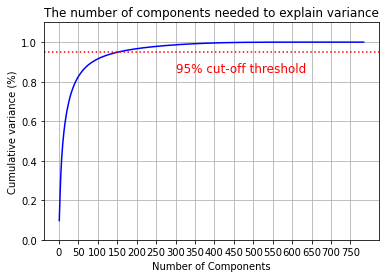 The number of components needed to explain variance
1.0
0.8
0.6
0.4
0.2
0.0
Cumulative variance (%)
95% cut-off threshold
0 50 100 150 200 250 300 350 400 450 500 550 600 650 700 750
Number of Components